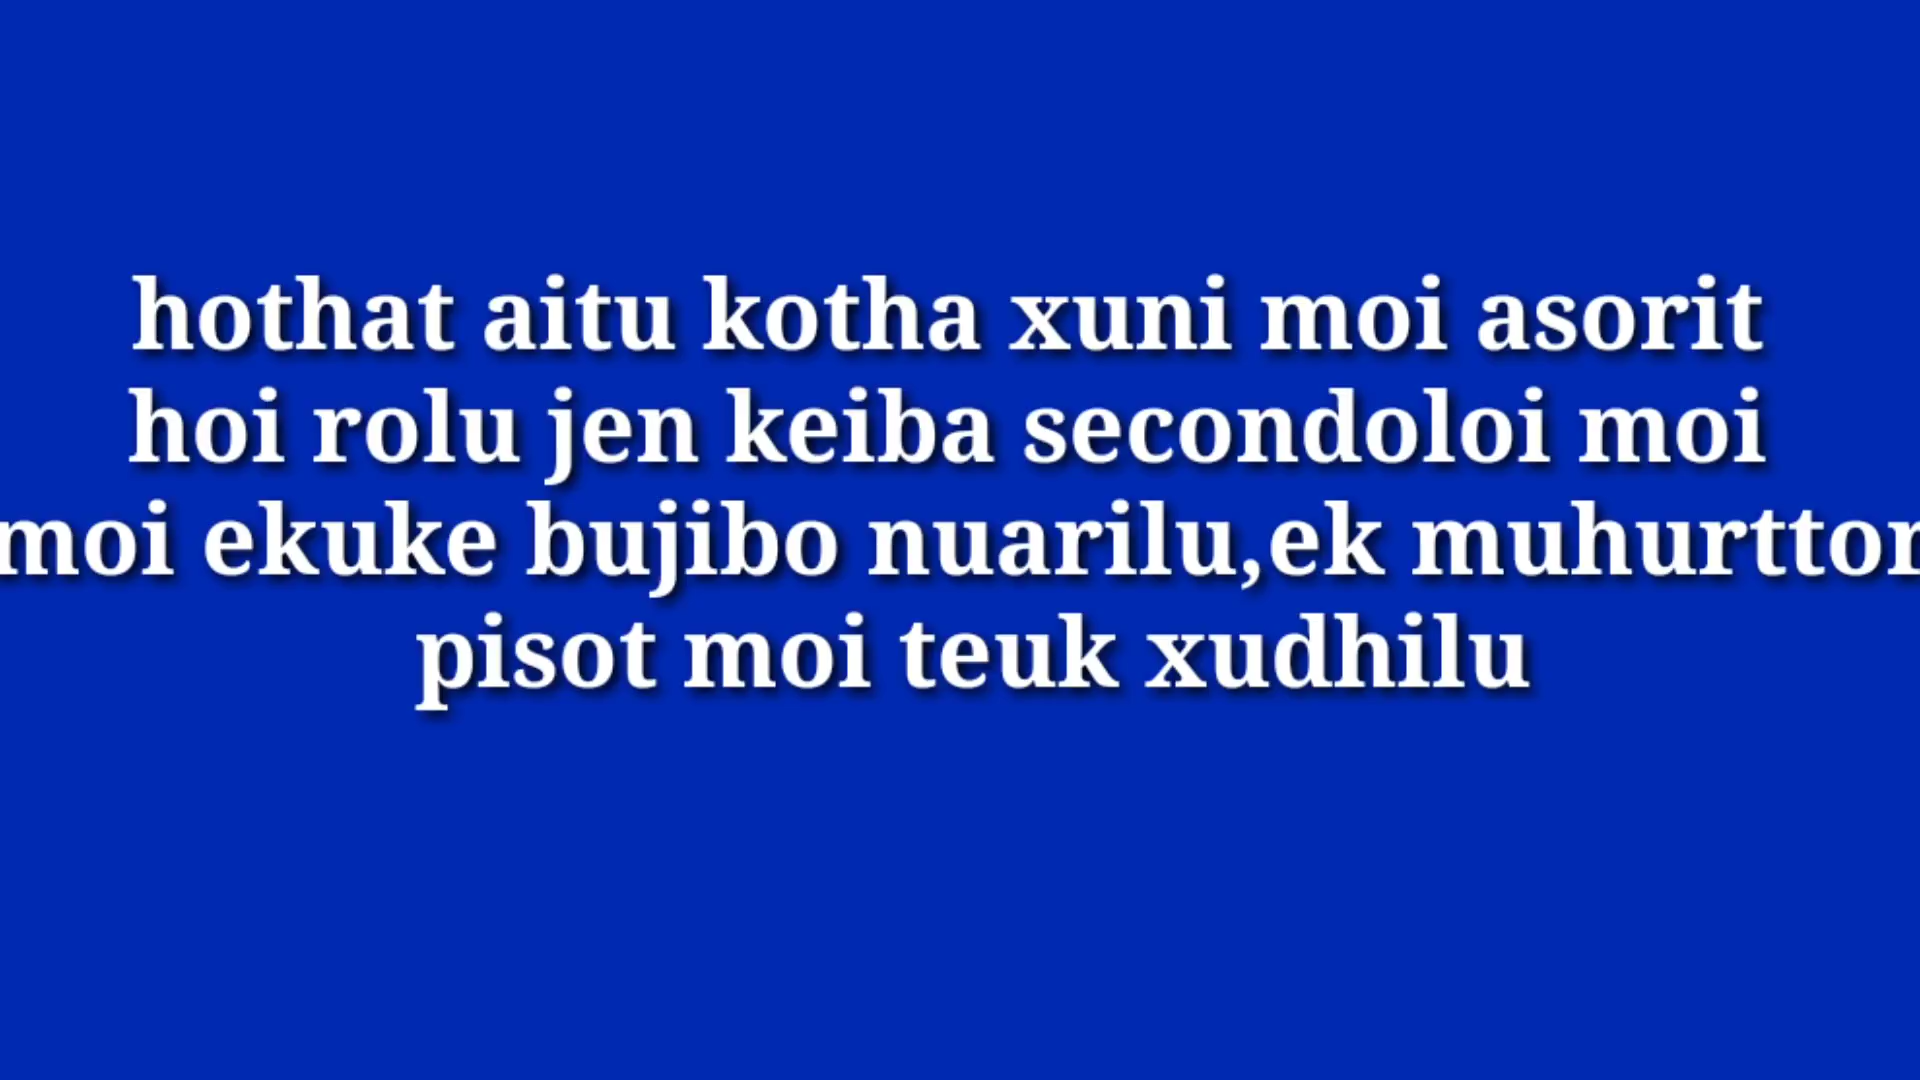 hothat aitu kotha xuni moi asorit
hoi rolu jen keiba secondoloi moi
moi ekuke bujibo nuarilu,ek muhurttor
pisot moi teuk xudhilu